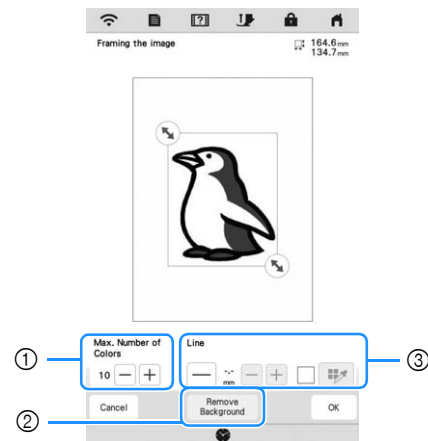 Framing the image
164.6mm
134.7mm
Max. Number of
Colors
10 − +
Line
-.-
mm − +
①
③
②
Cancel
Remove
Background
OK